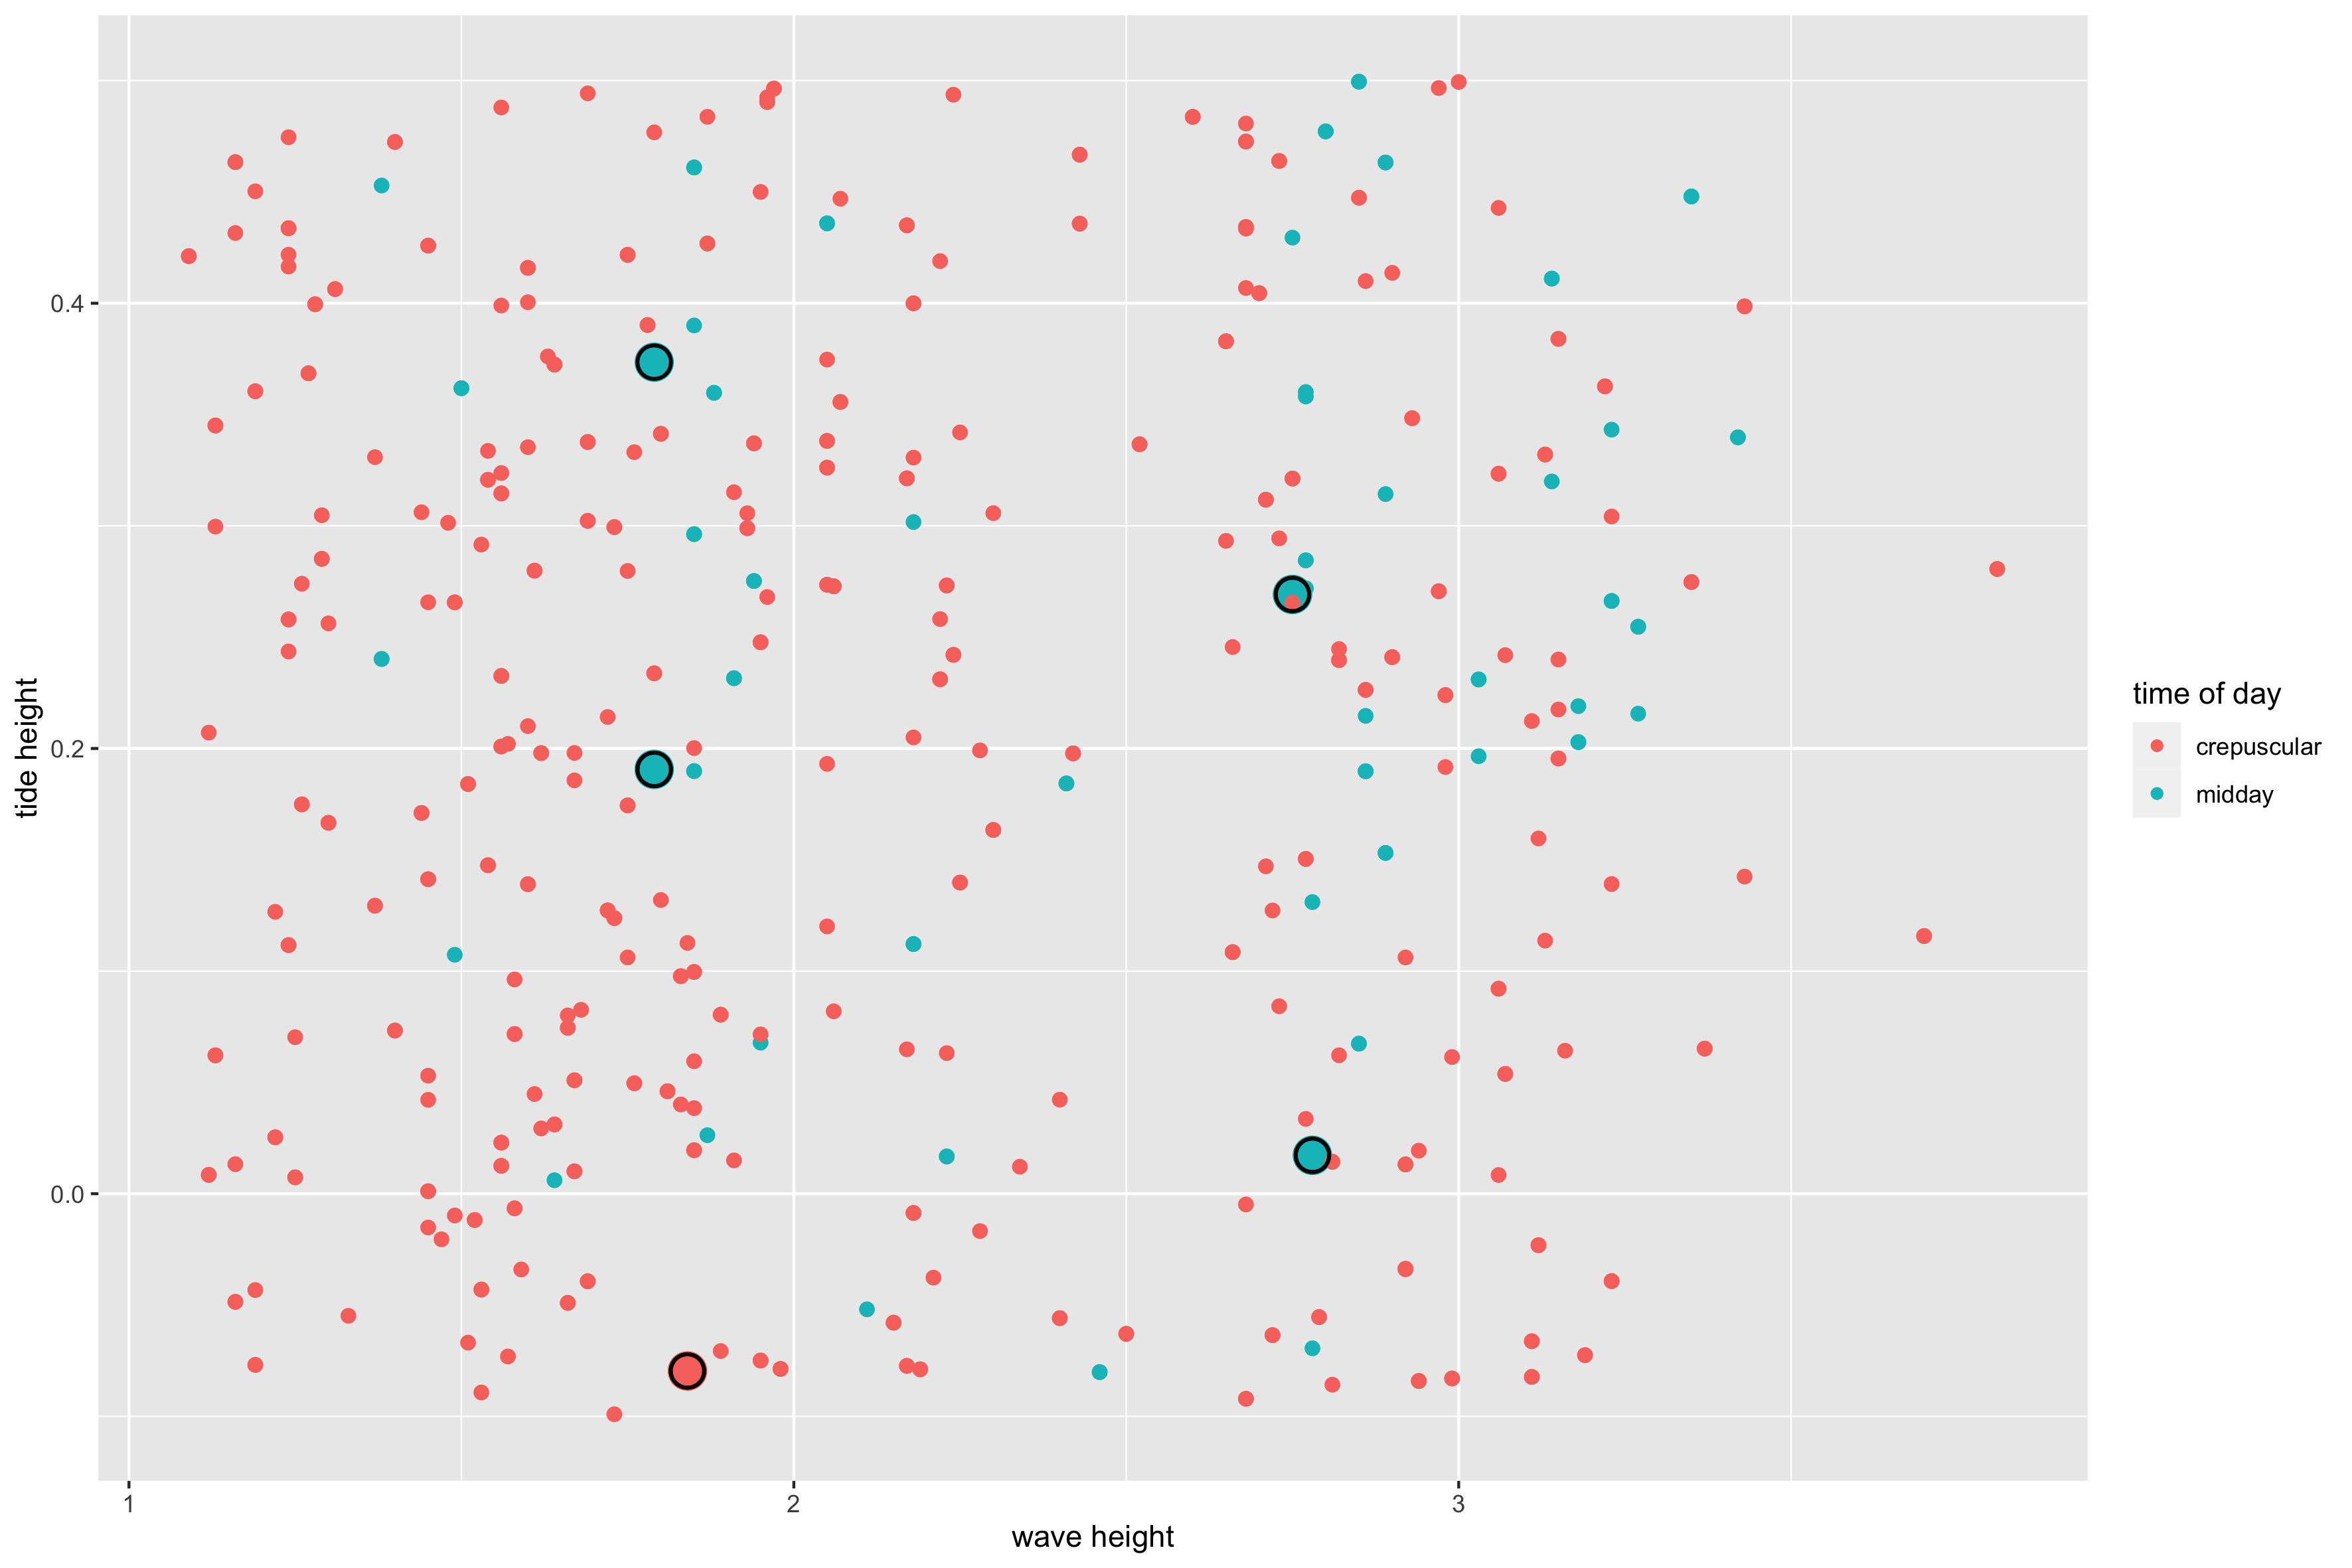 0.4
0.2
0.0
tide height
1
2
3
wave height
time of day
crepuscular
midday